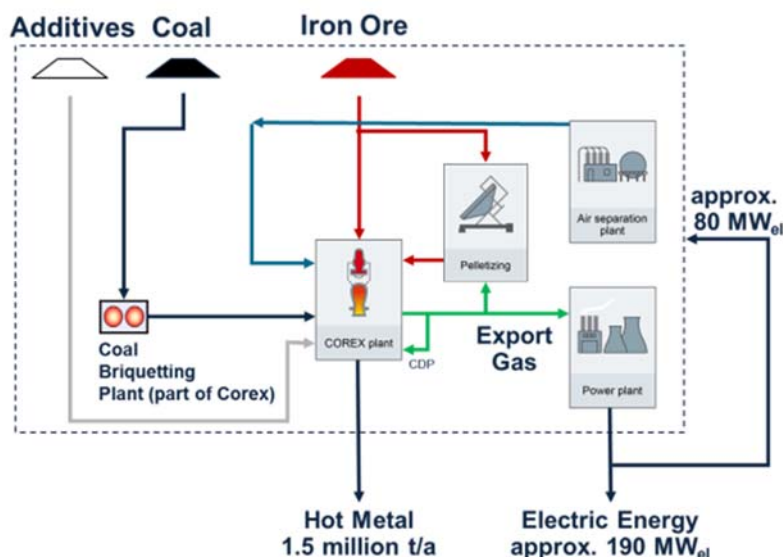 Additives Coal Iron Ore
Air separation
plant
approx.
80 MWel
Pelletizing
COREX plant
CDP
Export
Gas
Power plant
Coal
Briquetting
Plant (part of Corex)
Hot Metal
1.5 million t/a
Electric Energy
approx. 190 MWel